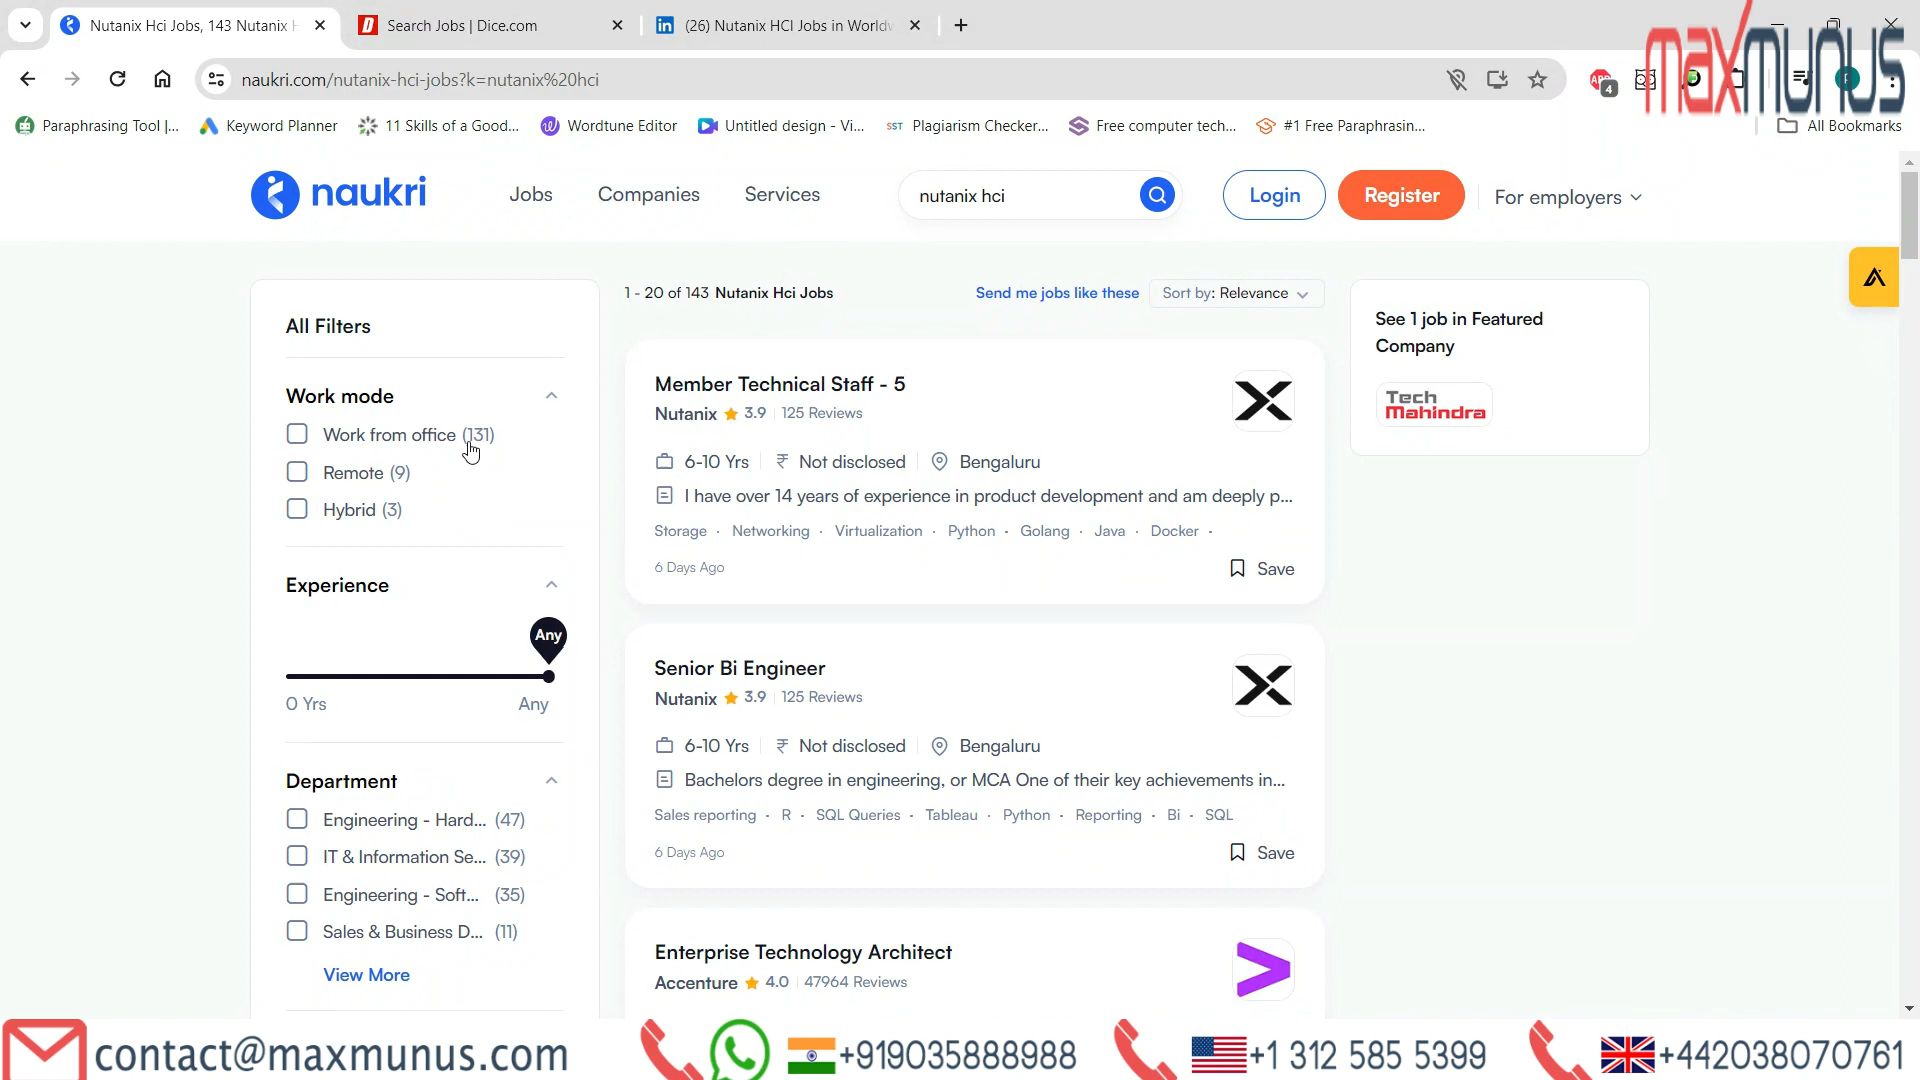 Nutanix Hci Jobs, 143 Nutanix H
Search Jobs | Dice.com
(26) Nutanix HCI Jobs in Worldw
naukri.com/nutanix-hci-jobs?k=nutanix%20hci
4
maxmunus
Paraphrasing Tool |...
Keyword Planner
11 Skills of a Good...
Wordtune Editor
Untitled design - Vi...
SST Plagiarism Checker...
Free computer tech...
#1 Free Paraphrasin...
All Bookmarks
naukri
Jobs
Companies
Services
nutanix hci
Login
Register
For employers
All Filters
Work mode
Work from office (131)
Remote (9)
Hybrid (3)
Experience
Any
0 Yrs
Any
Department
Engineering - Hard... (47)
IT & Information Se... (39)
Engineering - Soft... (35)
Sales & Business D... (11)
View More
1 - 20 of 143 Nutanix Hci Jobs
Send me jobs like these
Sort by: Relevance
Member Technical Staff - 5
Nutanix 3.9 | 125 Reviews
6-10 Yrs | ₹ Not disclosed | Bengaluru
I have over 14 years of experience in product development and am deeply p...
Storage · Networking · Virtualization · Python · Golang · Java · Docker ·
6 Days Ago
Save
Senior Bi Engineer
Nutanix 3.9 | 125 Reviews
6-10 Yrs | ₹ Not disclosed | Bengaluru
Bachelors degree in engineering, or MCA One of their key achievements in...
Sales reporting · R · SQL Queries · Tableau · Python · Reporting · Bi · SQL
6 Days Ago
Save
Enterprise Technology Architect
Accenture 4.0 | 47964 Reviews
See 1 job in Featured
Company
Tech
Mahindra
contact@maxmunus.com
+919035888988
+1 312 585 5399
+442038070761